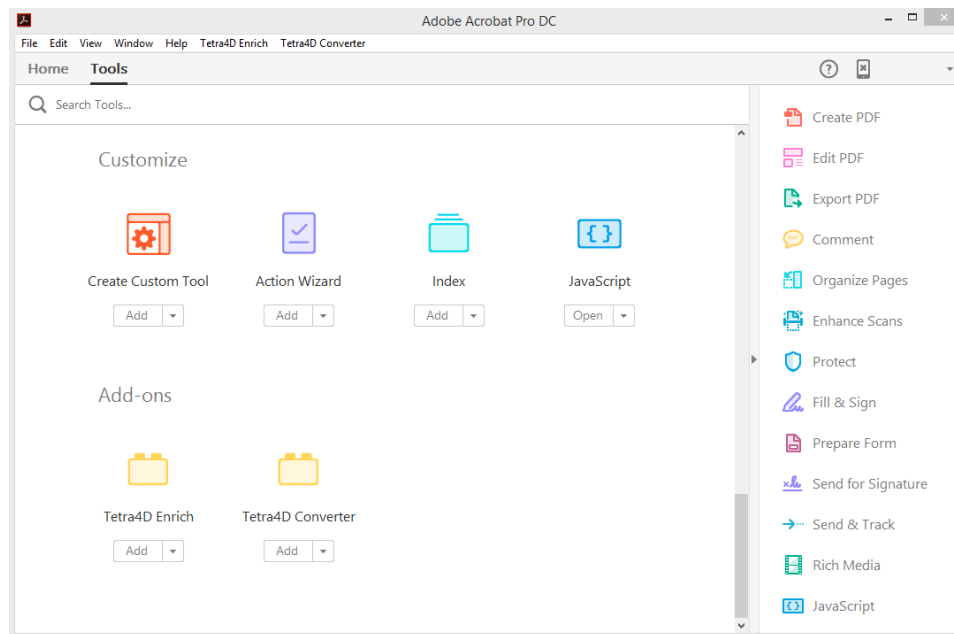 Adobe Acrobat Pro DC
File Edit View Window Help Tetra4D Enrich Tetra4D Converter
Home Tools
Search Tools...
Customize
Create Custom Tool Action Wizard Index JavaScript
Add Add Add Open
Add-ons
Tetra4D Enrich Tetra4D Converter
Add Add
Create PDF
Edit PDF
Export PDF
Comment
Organize Pages
Enhance Scans
Protect
Fill & Sign
Prepare Form
Send for Signature
Send & Track
Rich Media
JavaScript